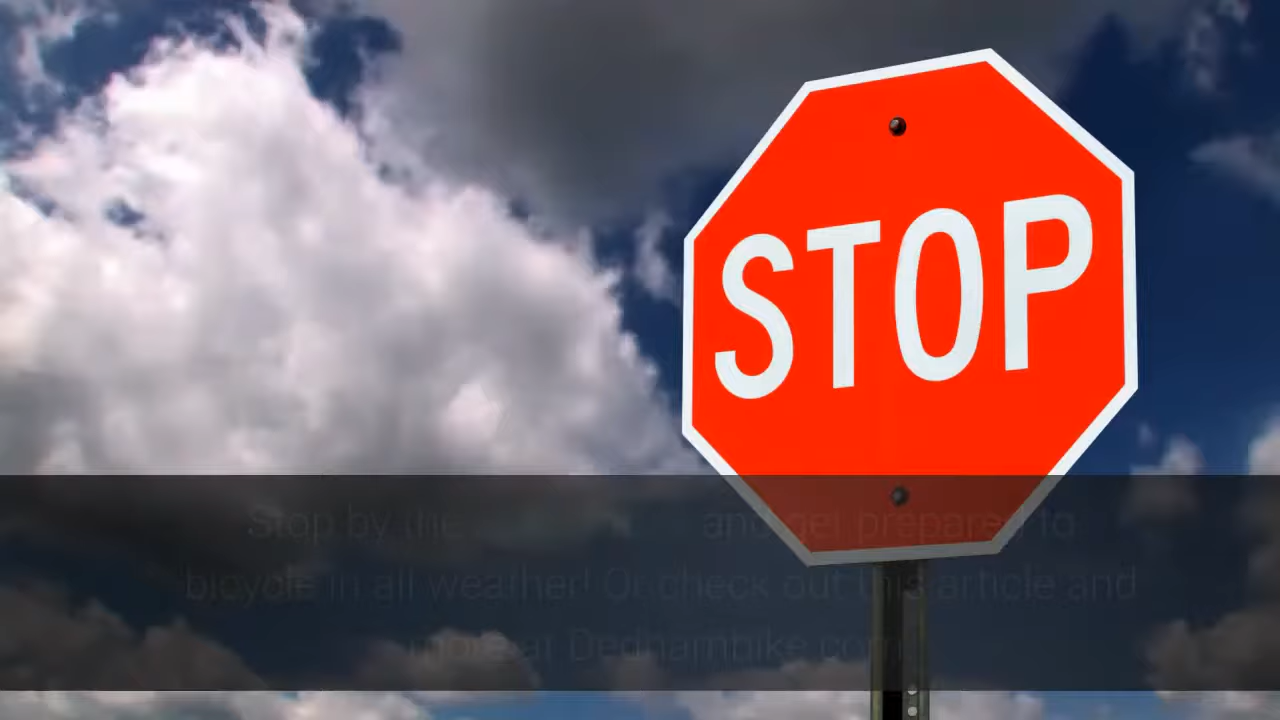 STOP
Stop by the and get prepared to
bicycle in all weather! Or check out this article and
more at Dedhambike.com